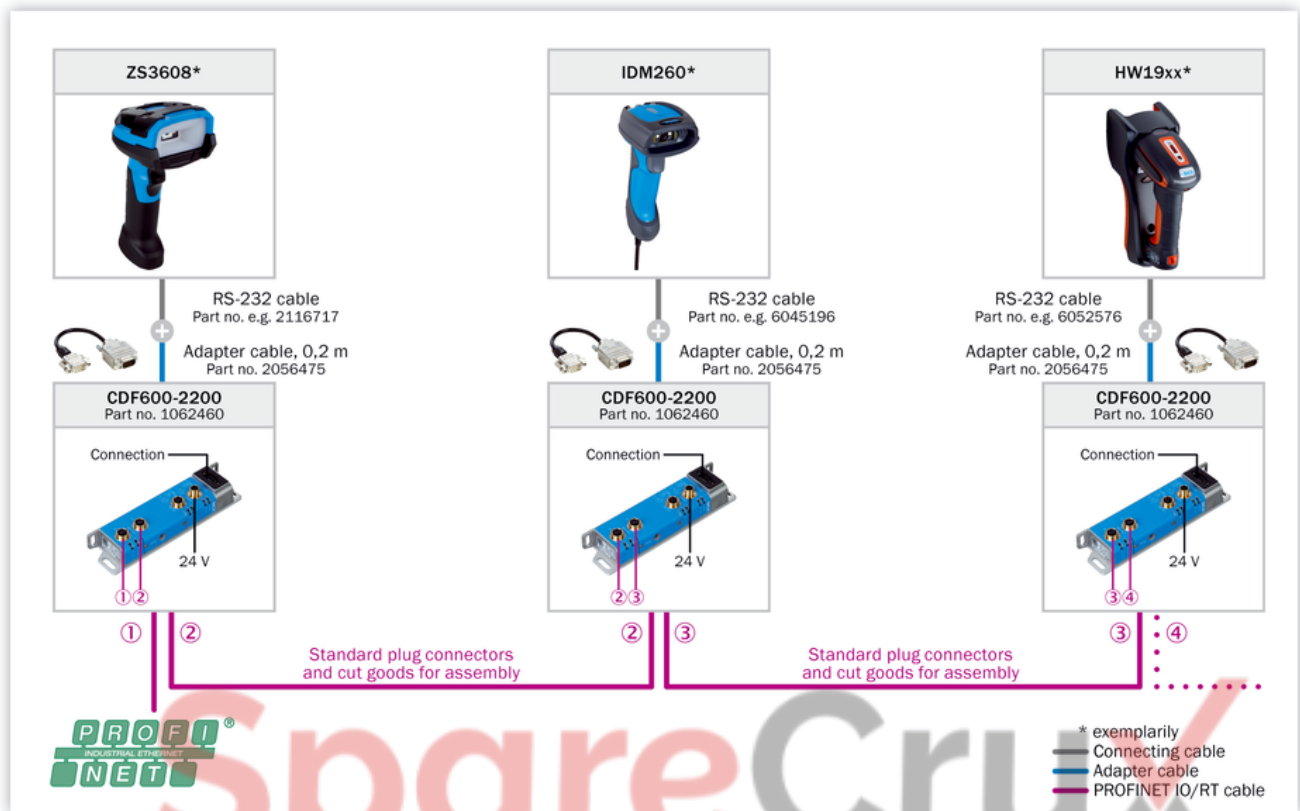 ZS3608*
IDM260*
HW19xx*
RS-232 cable
Part no. e.g. 2116717
RS-232 cable
Part no. e.g. 6045196
RS-232 cable
Part no. e.g. 6052576
Adapter cable, 0,2 m
Part no. 2056475
Adapter cable, 0,2 m
Part no. 2056475
Adapter cable, 0,2 m
Part no. 2056475
CDF600-2200
Part no. 1062460
CDF600-2200
Part no. 1062460
CDF600-2200
Part no. 1062460
Connection
Connection
Connection
24 V
24 V
24 V
①②
②③
③④
① ②
② ③
③ ④
Standard plug connectors
and cut goods for assembly
Standard plug connectors
and cut goods for assembly
PROFI®
INDUSTRIAL ETHERNET
NET
* exemplarily
Connecting cable
Adapter cable
PROFINET IO/RT cable